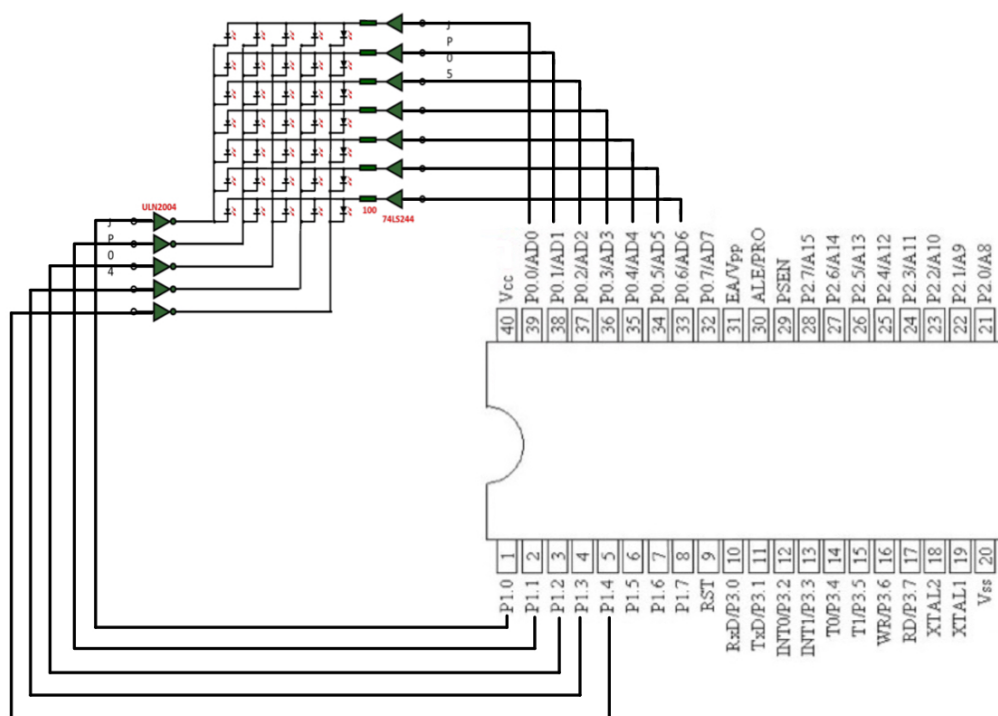 J
P
0
5
ULN2004
100
74LS244
J
P
0
4
Vcc
P0.0/AD0
P0.1/AD1
P0.2/AD2
P0.3/AD3
P0.4/AD4
P0.5/AD5
P0.6/AD6
P0.7/AD7
EA/Vpp
ALE/PRO
PSEN
P2.7/A15
P2.6/A14
P2.5/A13
P2.4/A12
P2.3/A11
P2.2/A10
P2.1/A9
P2.0/A8
40
39
38
37
36
35
34
33
32
31
30
29
28
27
26
25
24
23
22
21
1
2
3
4
5
6
7
8
9
10
11
12
13
14
15
16
17
18
19
20
P1.0
P1.1
P1.2
P1.3
P1.4
P1.5
P1.6
P1.7
RST
RxD/P3.0
TxD/P3.1
INT0/P3.2
INT1/P3.3
T0/P3.4
T1/P3.5
WR/P3.6
RD/P3.7
XTAL2
XTAL1
Vss